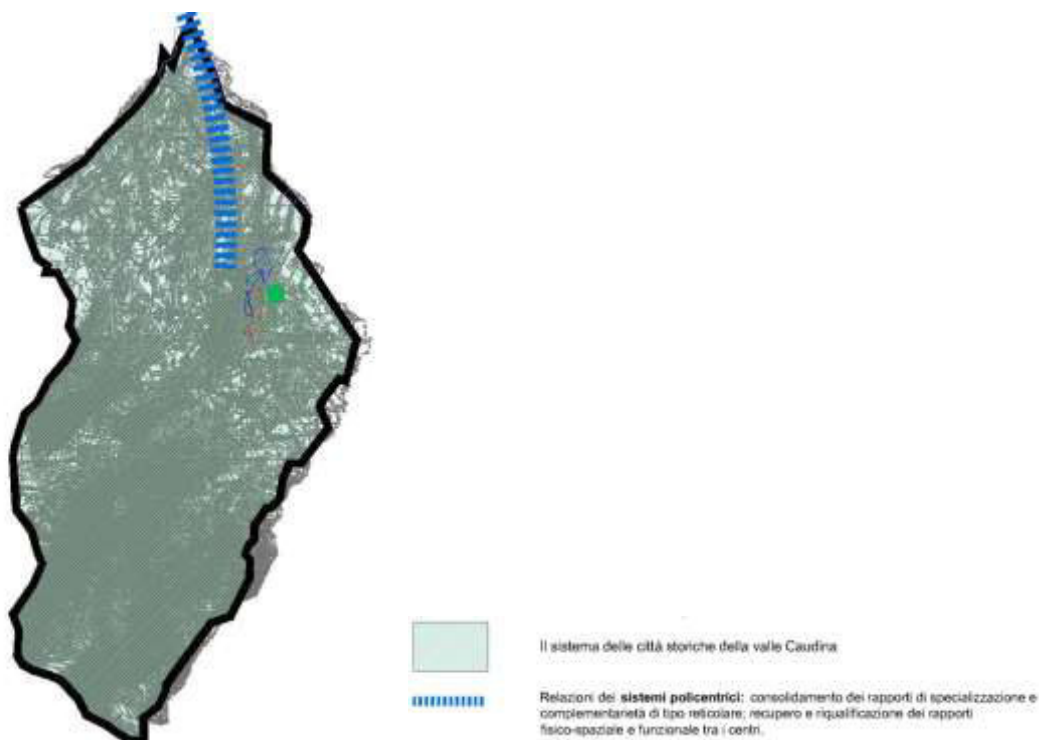 Il sistema delle città storiche della valle Caudina
Relazioni dei sistemi policentrici: consolidamento dei rapporti di specializzazione e
complementarietà di tipo reticolare; recupero e riqualificazione dei rapporti
fisico-spaziale e funzionale tra i centri.